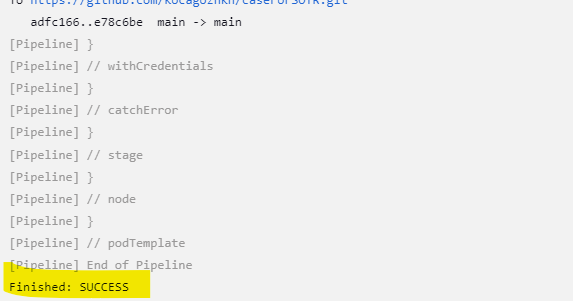 To https://github.com/kocagozhkn/caseForSOTK.git
adfc166..e78c6be  main -> main
[Pipeline] }
[Pipeline] // withCredentials
[Pipeline] }
[Pipeline] // catchError
[Pipeline] }
[Pipeline] // stage
[Pipeline] }
[Pipeline] // node
[Pipeline] }
[Pipeline] // podTemplate
[Pipeline] End of Pipeline
Finished: SUCCESS